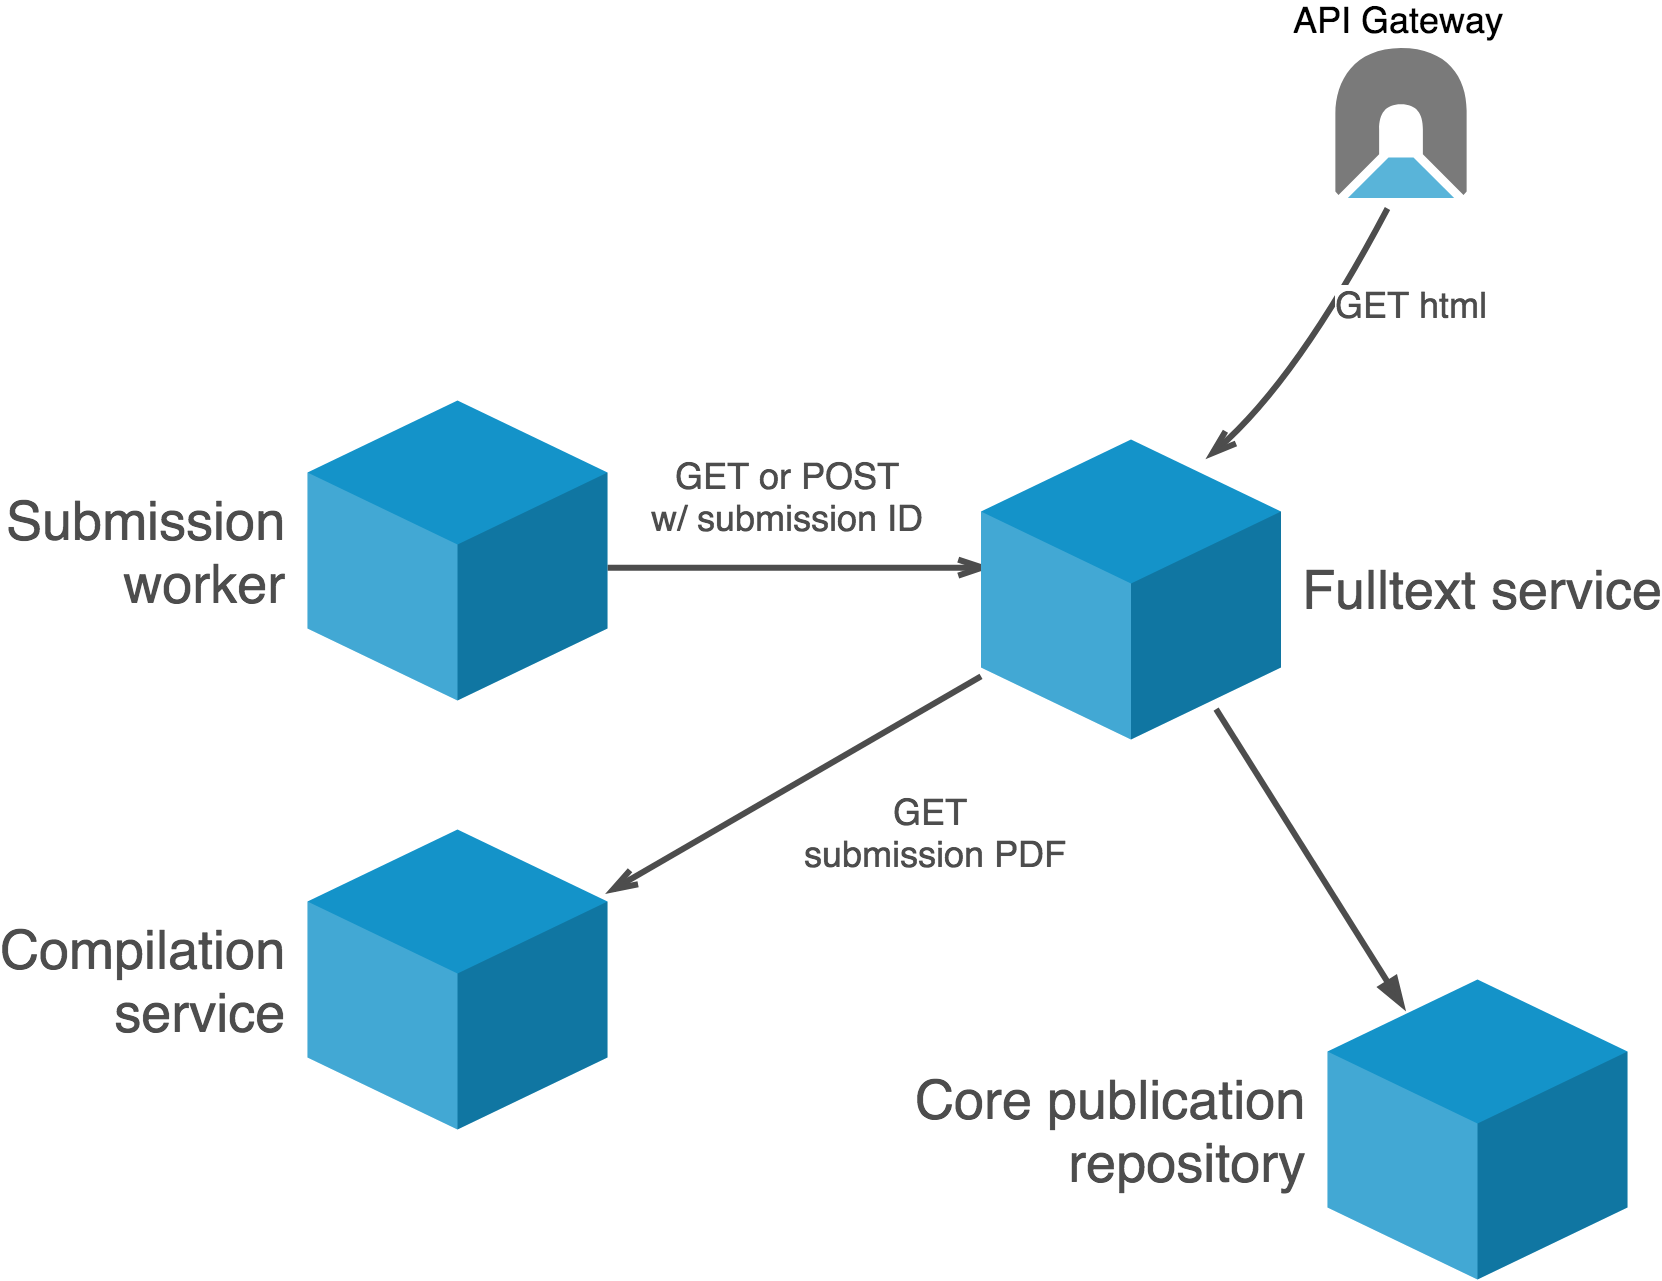 API Gateway
GET html
GET or POST
w/ submission ID
Submission
worker
Fulltext service
GET
submission PDF
Compilation
service
Core publication
repository